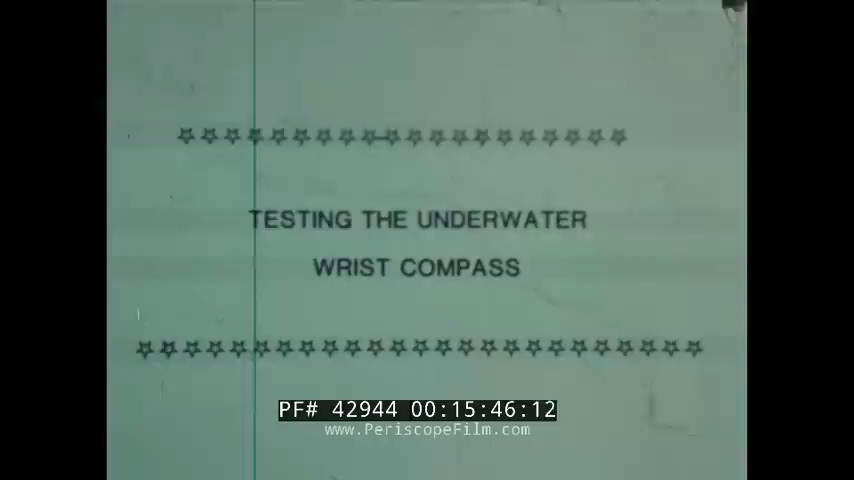 TESTING THE UNDERWATER
WRIST COMPASS
PF# 42944 00:15:46:12
www.PeriscopeFilm.com